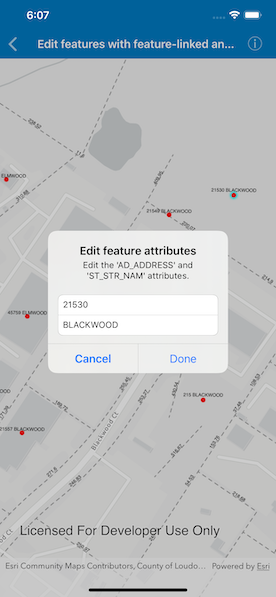 6:07
Edit features with feature-linked an...
ELMWOOD
21530 BLACKWOOD
21548 BLACKWOOD
Edit feature attributes
Edit the 'AD_ADDRESS' and
'ST_STR_NAM' attributes.
21530
BLACKWOOD
Cancel
Done
45759 ELMWOOD
215 BLACKWOOD
21557 BLACKWOOD
Blackwood Ct
Licensed For Developer Use Only
Esri Community Maps Contributors, County of Loudo...
Powered by Esri